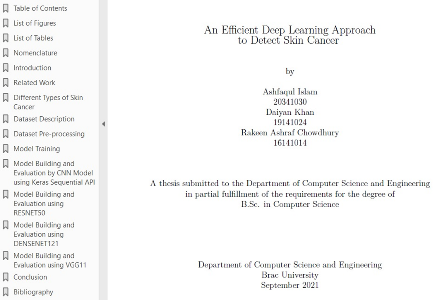 Table of Contents
List of Figures
List of Tables
Nomenclature
Introduction
Related Work
Different Types of Skin
Cancer
Dataset Description
Dataset Pre-processing
Model Training
Model Building and
Evaluation by CNN Model
using Keras Sequential API
Model Building and
Evaluation using
RESNET50
Model Building and
Evaluation using
DENSENET121
Model Building and
Evaluation using VGG11
Conclusion
Bibliography
An Efficient Deep Learning Approach
to Detect Skin Cancer
by
Ashfaqul Islam
20341030
Daiyan Khan
19141024
Rakeen Ashraf Chowdhury
16141014
A thesis submitted to the Department of Computer Science and Engineering
in partial fulfillment of the requirements for the degree of
B.Sc. in Computer Science
Department of Computer Science and Engineering
Brac University
September 2021